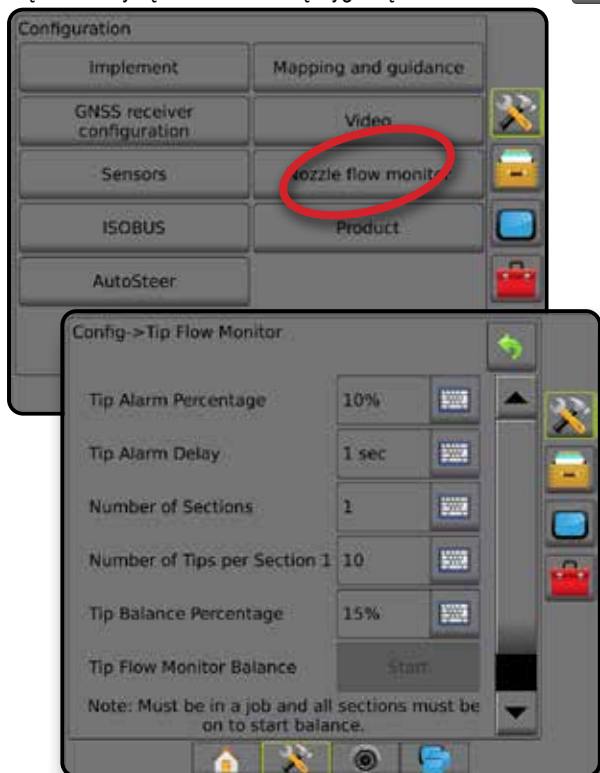 Configuration
Implement
Mapping and guidance
GNSS receiver
configuration
Video
Sensors
Nozzle flow monitor
ISOBUS
Product
AutoSteer
Config->Tip Flow Monitor
Tip Alarm Percentage
10%
Tip Alarm Delay
1 sec
Number of Sections
1
Number of Tips per Section 1
10
Tip Balance Percentage
15%
Tip Flow Monitor Balance
Start
Note: Must be in a job and all sections must be
on to start balance.